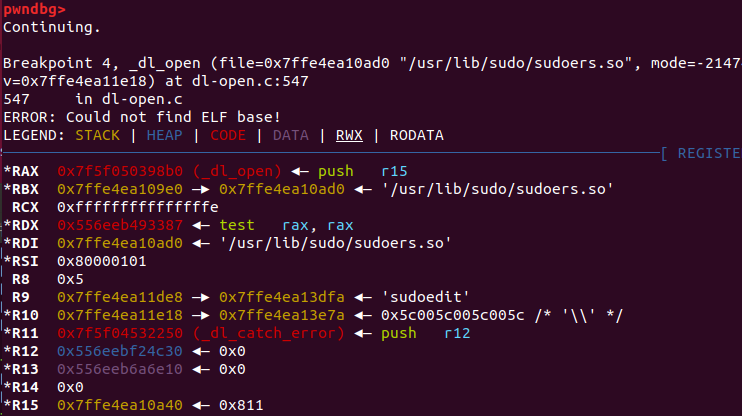 pwndbg>
Continuing.
Breakpoint 4, _dl_open (file=0x7ffe4ea10ad0 "/usr/lib/sudo/sudoers.so", mode=-2147
v=0x7ffe4ea11e18) at dl-open.c:547
547 in dl-open.c
ERROR: Could not find ELF base!
LEGEND: STACK | HEAP | CODE | DATA | RWX | RODATA
[ REGISTE
*RAX 0x7f5f050398b0 (_dl_open) ◂— push r15
*RBX 0x7ffe4ea109e0 —▸ 0x7ffe4ea10ad0 ◂— '/usr/lib/sudo/sudoers.so'
RCX 0xfffffffffffffffe
*RDX 0x556eeb493387 ◂— test rax, rax
*RDI 0x7ffe4ea10ad0 ◂— '/usr/lib/sudo/sudoers.so'
*RSI 0x80000101
R8 0x5
R9 0x7ffe4ea11de8 —▸ 0x7ffe4ea13dfa ◂— 'sudoedit'
*R10 0x7ffe4ea11e18 —▸ 0x7ffe4ea13e7a ◂— 0x5c005c005c005c /* '\\' */
*R11 0x7f5f04532250 (_dl_catch_error) ◂— push r12
*R12 0x556eebf24c30 ◂— 0x0
*R13 0x556eeb6a6e10 ◂— 0x0
*R14 0x0
*R15 0x7ffe4ea10a40 ◂— 0x811